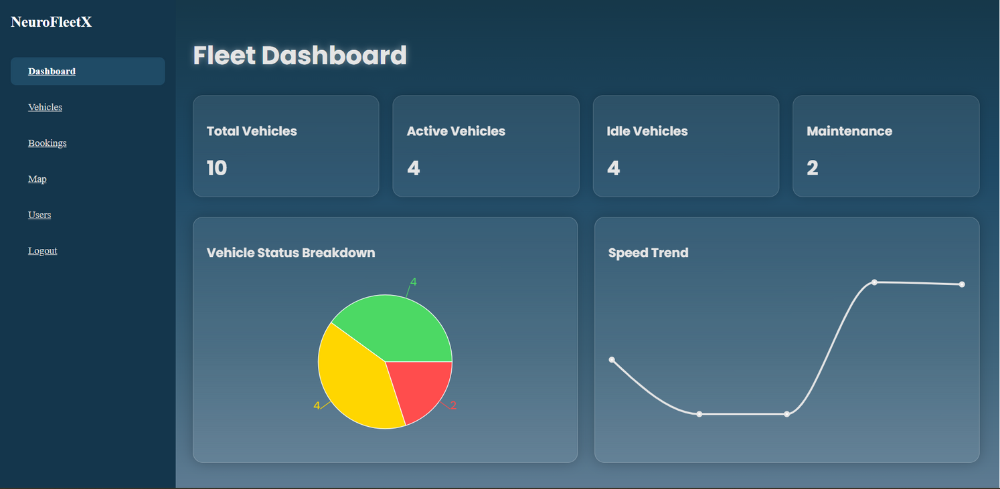 NeuroFleetX
Dashboard
Vehicles
Bookings
Map
Users
Logout
Fleet Dashboard
Total Vehicles
10
Active Vehicles
4
Idle Vehicles
4
Maintenance
2
Vehicle Status Breakdown
4
4
2
Speed Trend